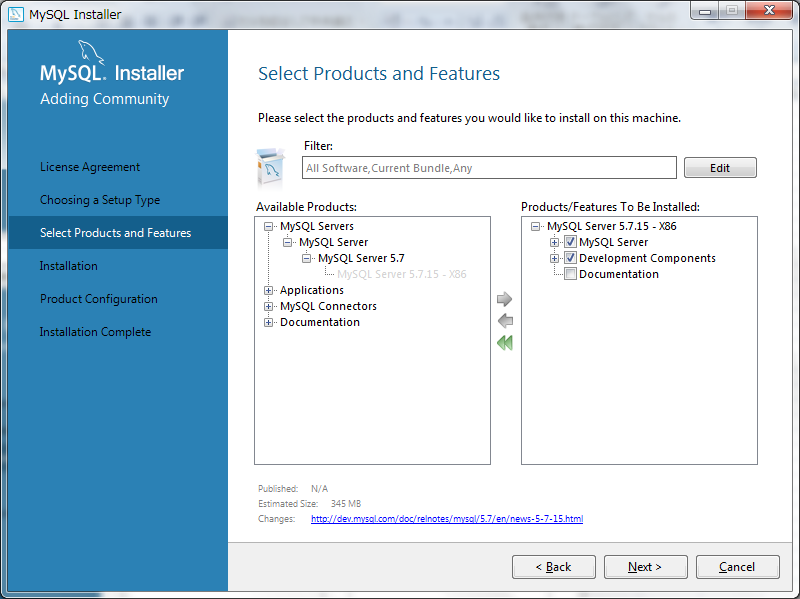 MySQL Installer
MySQL. Installer
Adding Community
License Agreement
Choosing a Setup Type
Select Products and Features
Installation
Product Configuration
Installation Complete
Select Products and Features
Please select the products and features you would like to install on this machine.
Filter:
All Software,Current Bundle,Any
Edit
Available Products:
MySQL Servers
MySQL Server
MySQL Server 5.7
MySQL Server 5.7.15 - X86
Applications
MySQL Connectors
Documentation
Products/Features To Be Installed:
MySQL Server 5.7.15 - X86
MySQL Server
Development Components
Documentation
Published: N/A
Estimated Size: 345 MB
Changes: http://dev.mysql.com/doc/relnotes/mysql/5.7/en/news-5-7-15.html
< Back
Next >
Cancel